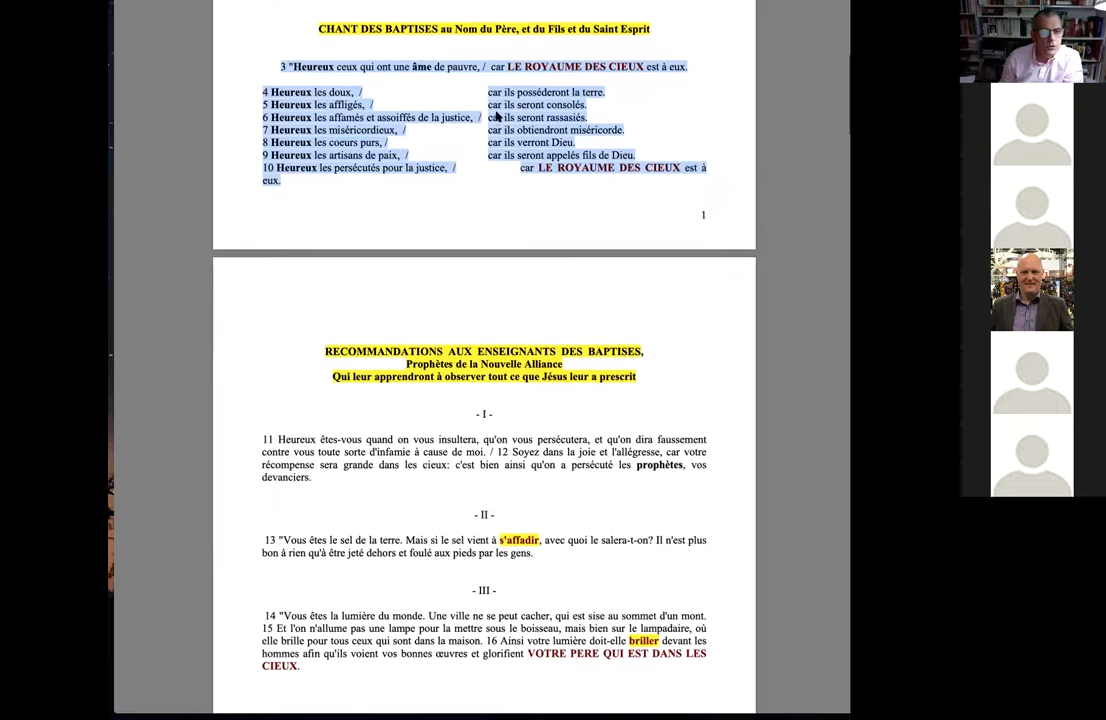 CHANT DES BAPTISES au Nom du Père, et du Fils et du Saint Esprit
3 "Heureux ceux qui ont une âme de pauvre, / car LE ROYAUME DES CIEUX est à eux.
4 Heureux les doux, / car ils posséderont la terre.
5 Heureux les affligés, / car ils seront consolés.
6 Heureux les affamés et assoiffés de la justice, / car ils seront rassasiés.
7 Heureux les miséricordieux, / car ils obtiendront miséricorde.
8 Heureux les coeurs purs, / car ils verront Dieu.
9 Heureux les artisans de paix, / car ils seront appelés fils de Dieu.
10 Heureux les persécutés pour la justice, / car LE ROYAUME DES CIEUX est à
eux.
1
RECOMMANDATIONS AUX ENSEIGNANTS DES BAPTISES,
Prophètes de la Nouvelle Alliance
Qui leur apprendront à observer tout ce que Jésus leur a prescrit
- I -
11 Heureux êtes-vous quand on vous insultera, qu'on vous persécutera, et qu'on dira faussement
contre vous toute sorte d'infamie à cause de moi. / 12 Soyez dans la joie et l'allégresse, car votre
récompense sera grande dans les cieux: c'est bien ainsi qu'on a persécuté les prophètes, vos
devanciers.
- II -
13 "Vous êtes le sel de la terre. Mais si le sel vient à s'affadir, avec quoi le salera-t-on? Il n'est plus
bon à rien qu'à être jeté dehors et foulé aux pieds par les gens.
- III -
14 "Vous êtes la lumière du monde. Une ville ne se peut cacher, qui est sise au sommet d'un mont.
15 Et l'on n'allume pas une lampe pour la mettre sous le boisseau, mais bien sur le lampadaire, où
elle brille pour tous ceux qui sont dans la maison. 16 Ainsi votre lumière doit-elle briller devant les
hommes afin qu'ils voient vos bonnes œuvres et glorifient VOTRE PERE QUI EST DANS LES
CIEUX.